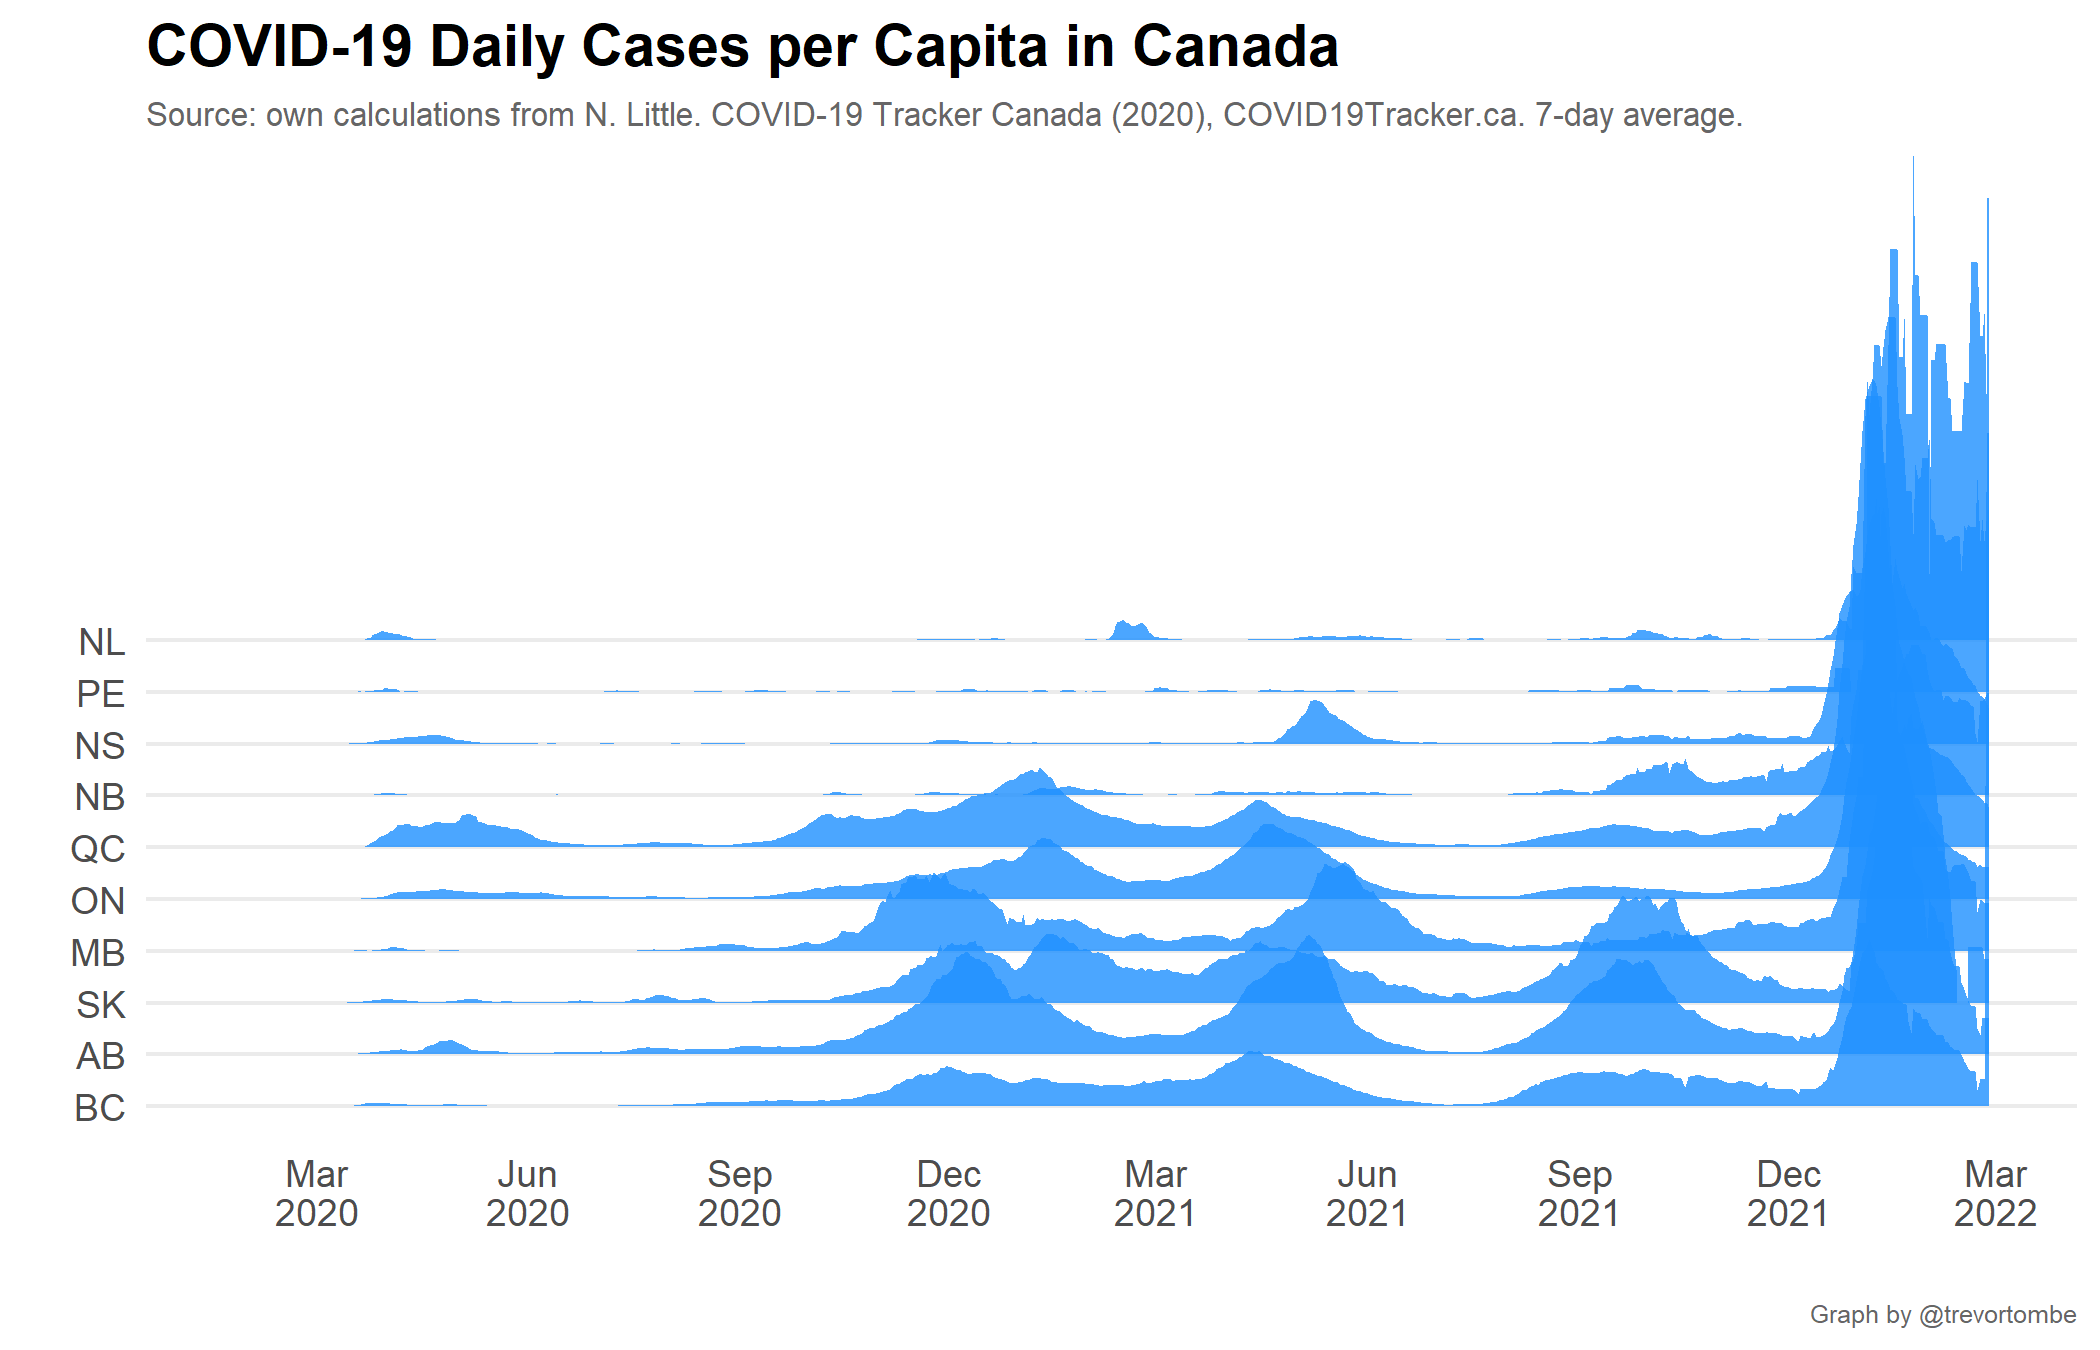 COVID-19 Daily Cases per Capita in Canada
Source: own calculations from N. Little. COVID-19 Tracker Canada (2020), COVID19Tracker.ca. 7-day average.
NL
PE
NS
NB
QC
ON
MB
SK
AB
BC
Mar Jun Sep Dec Mar Jun Sep Dec Mar
2020 2020 2020 2020 2021 2021 2021 2021 2022
Graph by @trevortombe